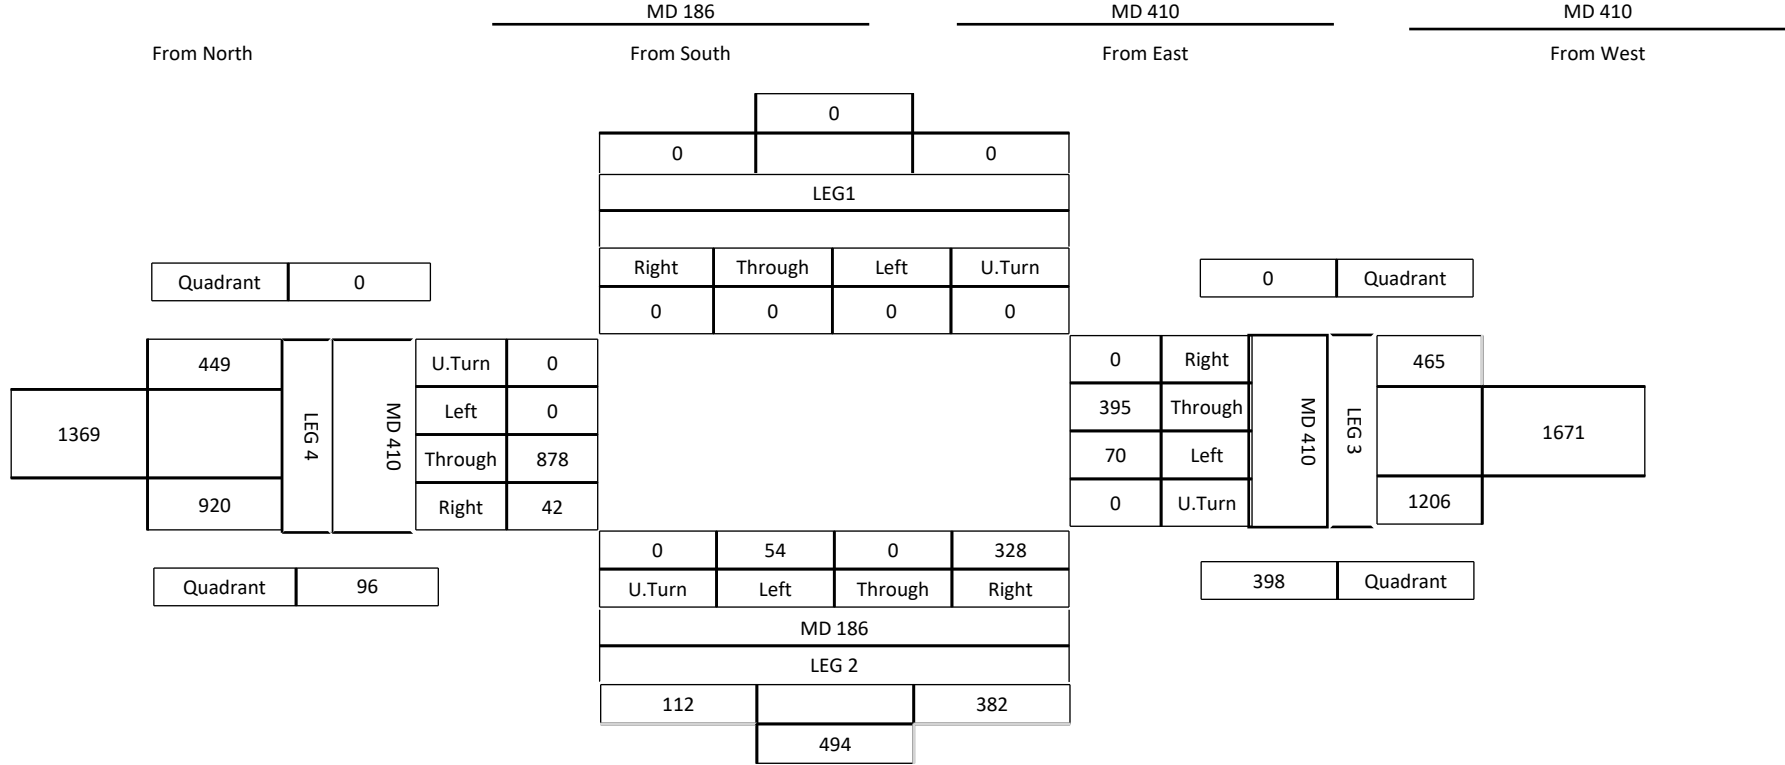 MD 186 MD 410 MD 410
From North From South From East From West
0
0 0
LEG1
Right Through Left U.Turn
Quadrant 0 0 Quadrant
0 0 0 0
449 U.Turn 0 0 Right 465
Left 0 395 Through
1369 LEG 4 MD 410 MD 410 LEG 3 1671
Through 878 70 Left
920 Right 42 0 U.Turn 1206
0 54 0 328
Quadrant 96 U.Turn Left Through Right 398 Quadrant
MD 186
LEG 2
112 382
494